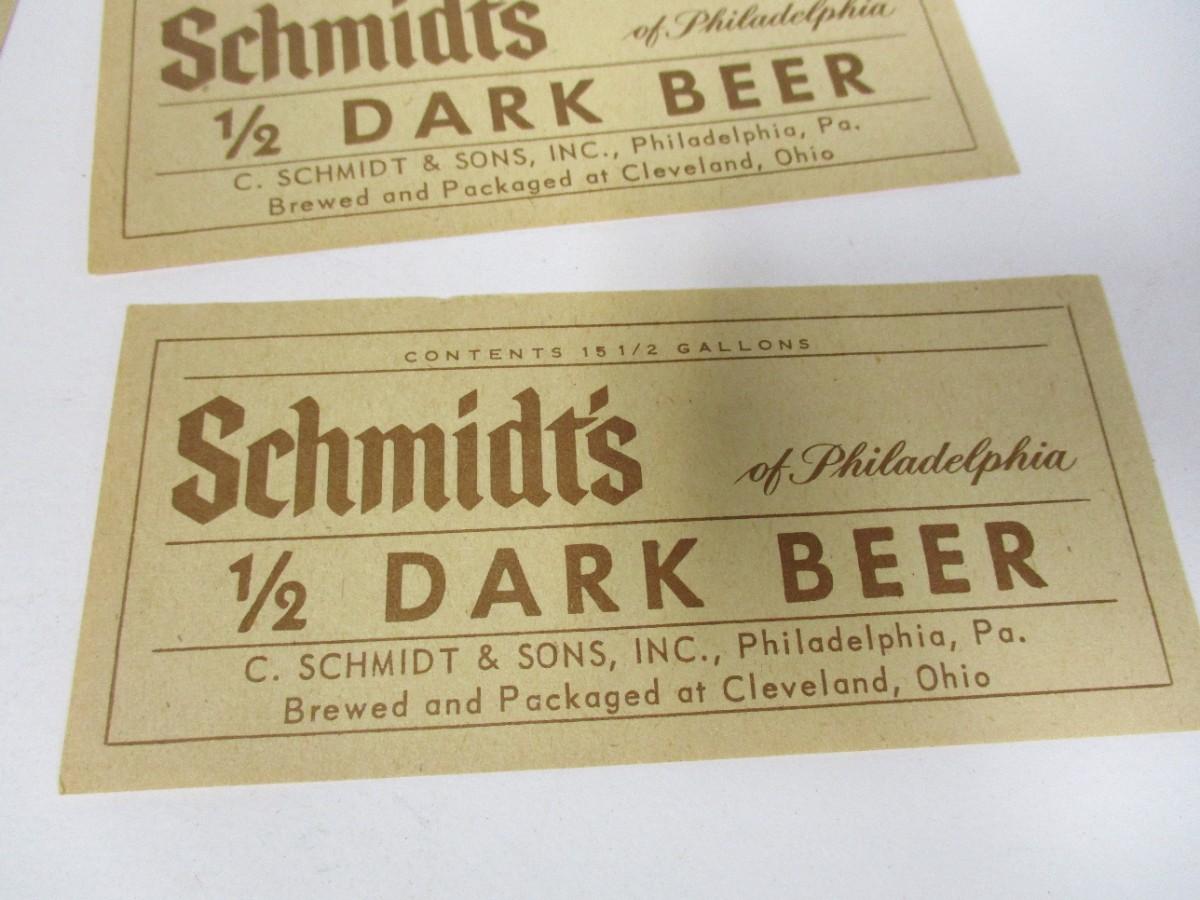 Schmidt's of Philadelphia
1/2 DARK BEER
C. SCHMIDT & SONS, INC., Philadelphia, Pa.
Brewed and Packaged at Cleveland, Ohio
CONTENTS 15 1/2 GALLONS
Schmidt's of Philadelphia
1/2 DARK BEER
C. SCHMIDT & SONS, INC., Philadelphia, Pa.
Brewed and Packaged at Cleveland, Ohio